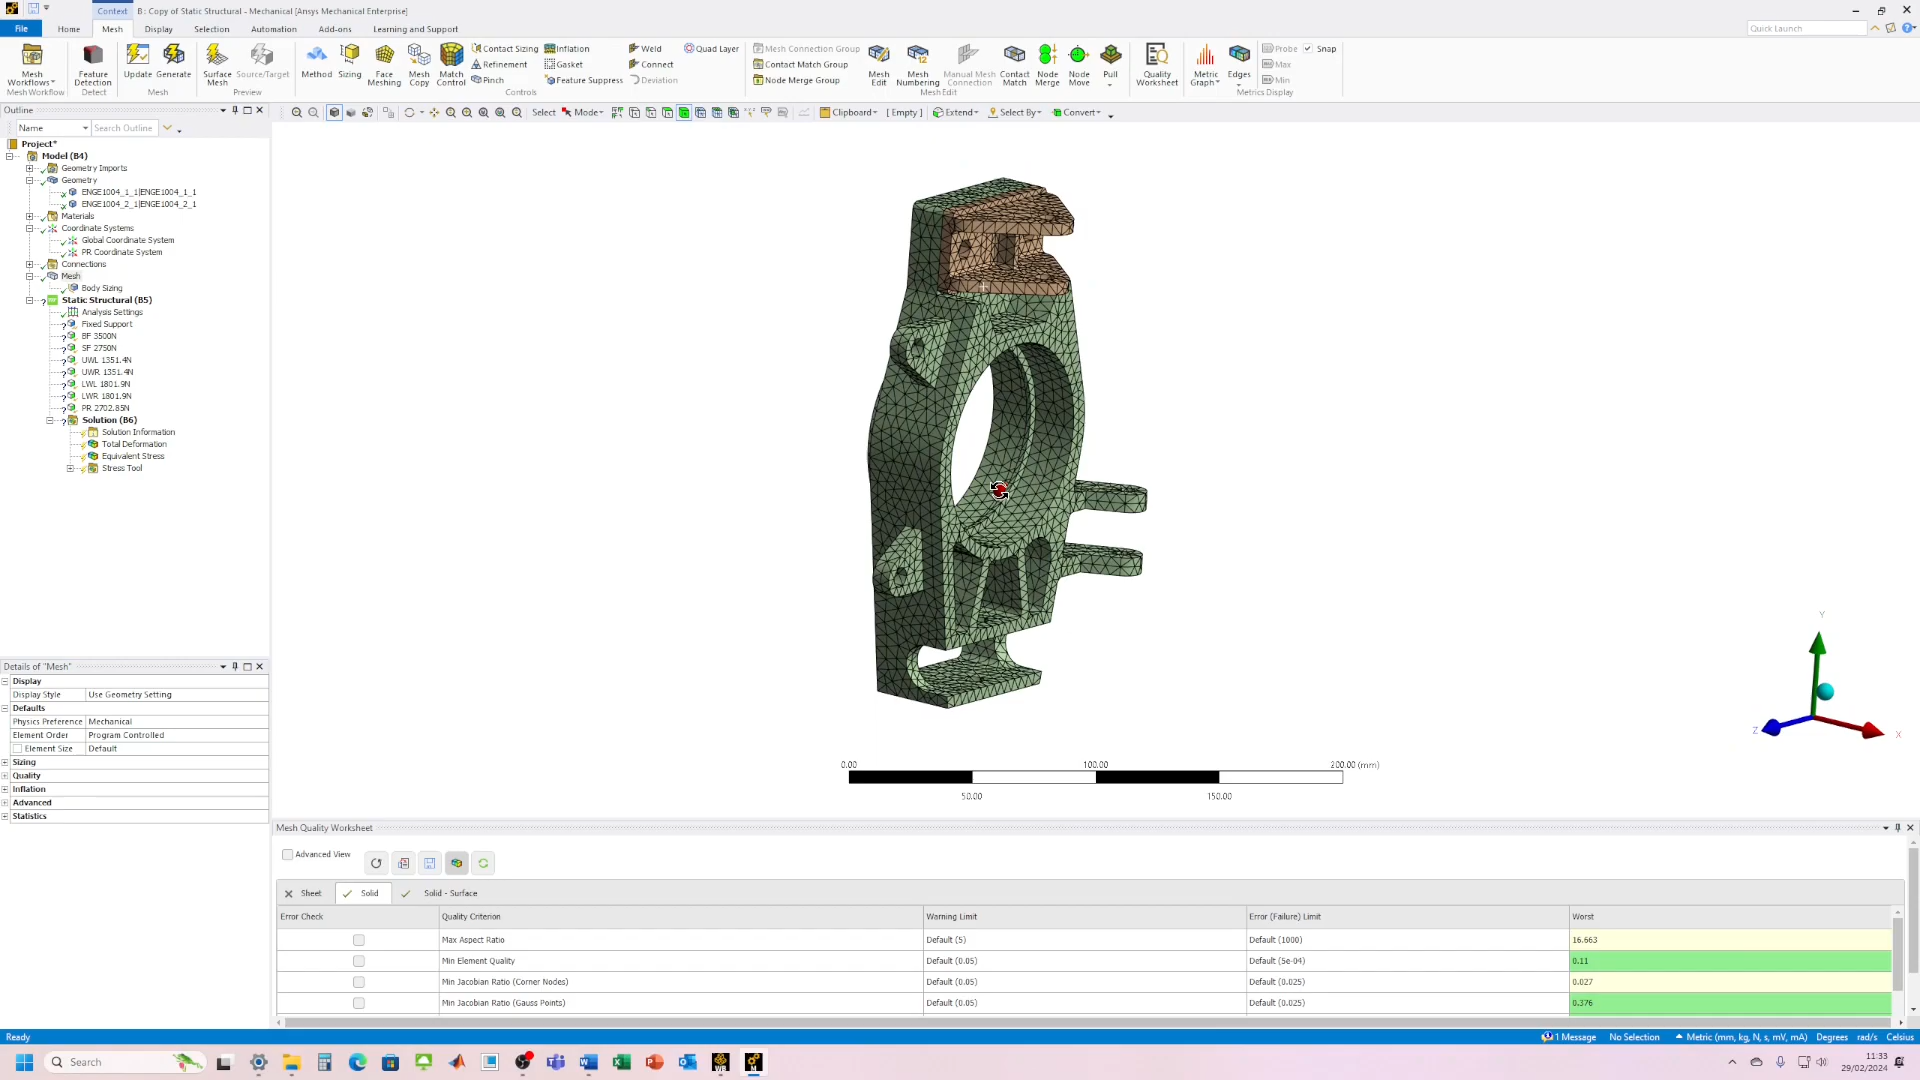 Context
B : Copy of Static Structural - Mechanical [Ansys Mechanical Enterprise]
File Home Mesh Display Selection Automation Add-ons Learning and Support
Quick Launch
Mesh Workflows
Mesh Workflow
Feature Detection
Detect
Update Generate
Mesh
Surface Mesh Source/Target
Preview
Method Sizing Face Meshing Mesh Copy Match Control
Contact Sizing
Refinement
Pinch
Inflation
Gasket
Feature Suppress
Weld
Connect
Deviation
Quad Layer
Controls
Mesh Connection Group
Contact Match Group
Node Merge Group
Mesh Edit Mesh Numbering Manual Mesh Connection Contact Match Node Merge Node Move Pull
Mesh Edit
Quality Worksheet
Metric Graph Edges
Probe Snap
Max
Min
Metrics Display
Outline
Name Search Outline
Select Mode Clipboard [ Empty ] Extend Select By Convert
Project*
Model (B4)
Geometry Imports
Geometry
ENGE1004_1_1|ENGE1004_1_1
ENGE1004_2_1|ENGE1004_2_1
Materials
Coordinate Systems
Global Coordinate System
PR Coordinate System
Connections
Mesh
Body Sizing
Static Structural (B5)
Analysis Settings
Fixed Support
BF 3500N
SF 2750N
UWL 1351.4N
UWR 1351.4N
LWL 1801.9N
LWR 1801.9N
PR 2702.85N
Solution (B6)
Solution Information
Total Deformation
Equivalent Stress
Stress Tool
Details of "Mesh"
Display
Display Style Use Geometry Setting
Defaults
Physics Preference Mechanical
Element Order Program Controlled
Element Size Default
Sizing
Quality
Inflation
Advanced
Statistics
Y
Z
X
0.00 100.00 200.00 (mm)
50.00 150.00
Mesh Quality Worksheet
Advanced View
Sheet Solid Solid - Surface
Error Check Quality Criterion Warning Limit Error (Failure) Limit Worst
Max Aspect Ratio Default (5) Default (1000) 16.663
Min Element Quality Default (0.05) Default (5e-04) 0.11
Min Jacobian Ratio (Corner Nodes) Default (0.05) Default (0.025) 0.027
Min Jacobian Ratio (Gauss Points) Default (0.05) Default (0.025) 0.376
Ready
1 Message No Selection Metric (mm, kg, N, s, mV, mA) Degrees rad/s Celsius
Search
11:33
29/02/2024